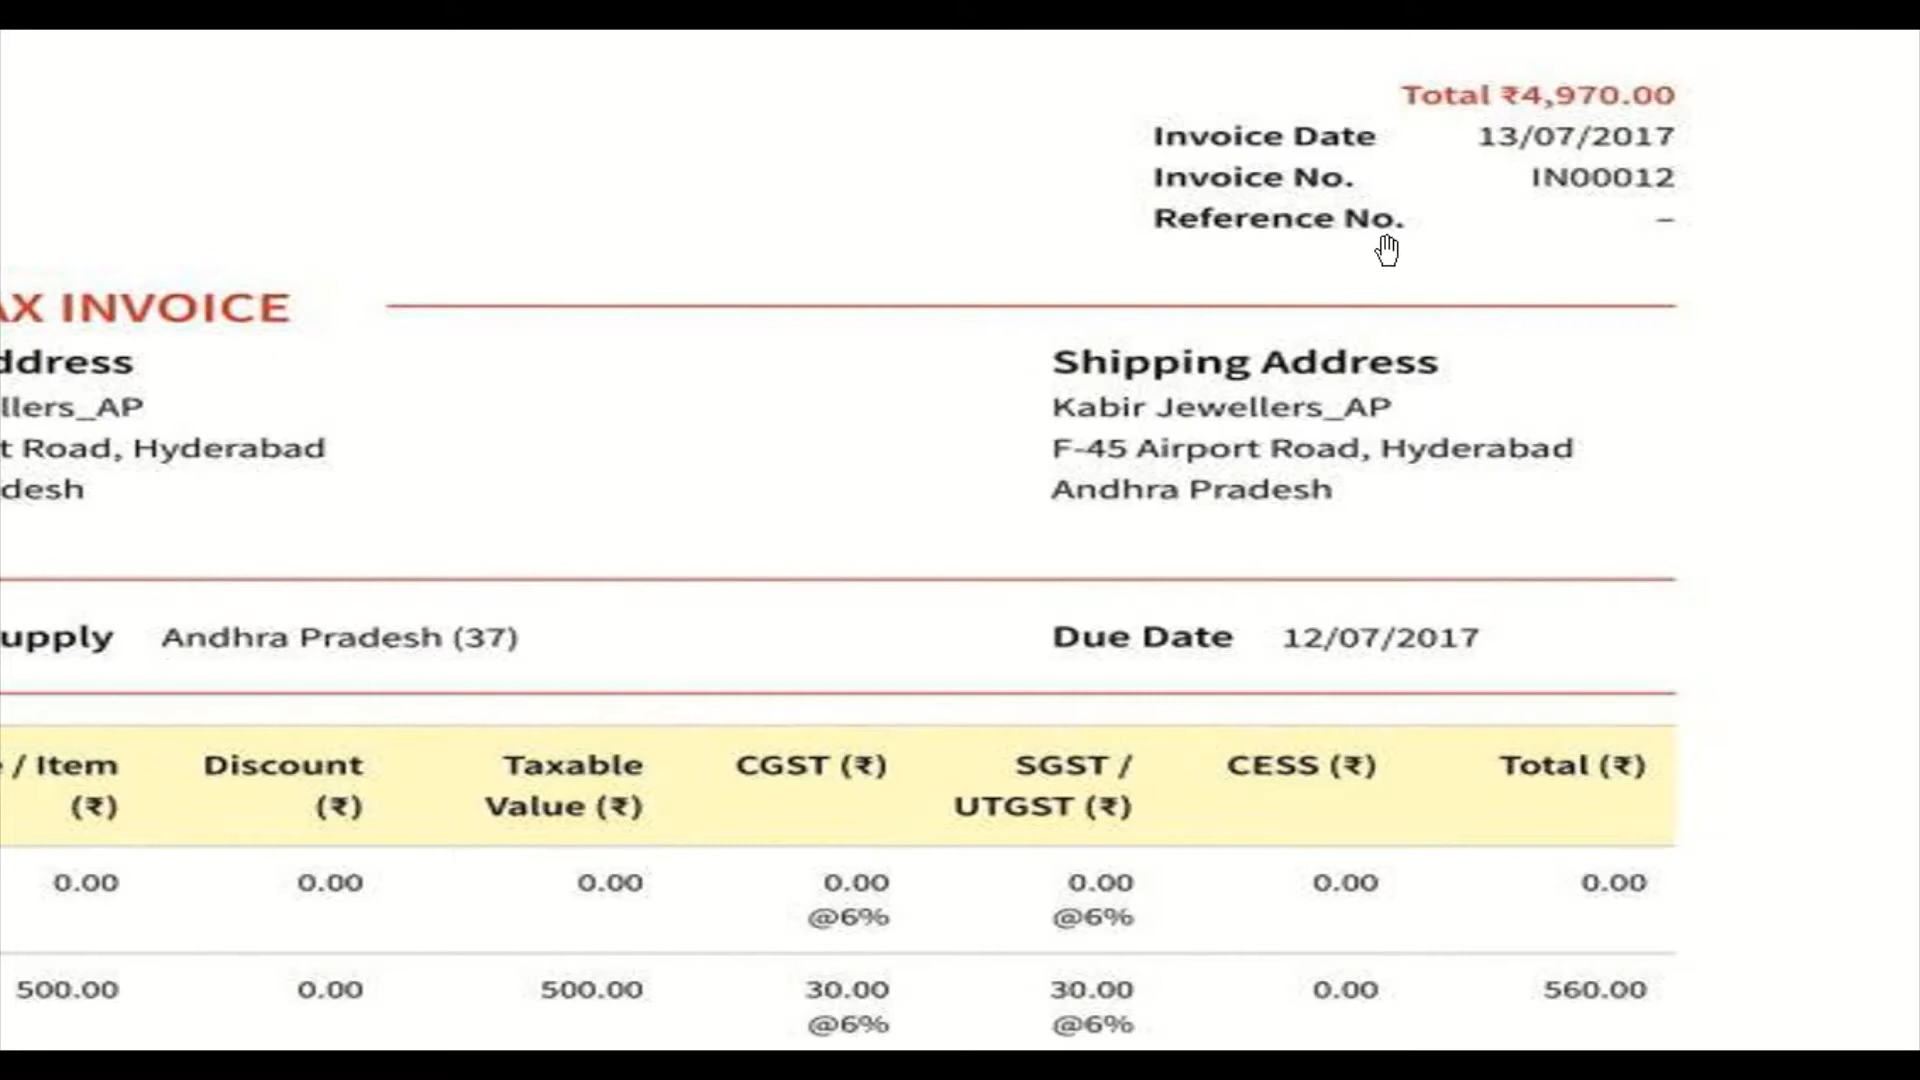 Total ₹4,970.00
Invoice Date 13/07/2017
Invoice No. IN00012
Reference No. –
AX INVOICE
ddress
llers_AP
t Road, Hyderabad
desh
Shipping Address
Kabir Jewellers_AP
F-45 Airport Road, Hyderabad
Andhra Pradesh
upply Andhra Pradesh (37) Due Date 12/07/2017
/ Item (₹) Discount (₹) Taxable Value (₹) CGST (₹) SGST / UTGST (₹) CESS (₹) Total (₹)
0.00 0.00 0.00 0.00 0.00 0.00 0.00
@6% @6%
500.00 0.00 500.00 30.00 30.00 0.00 560.00
@6% @6%